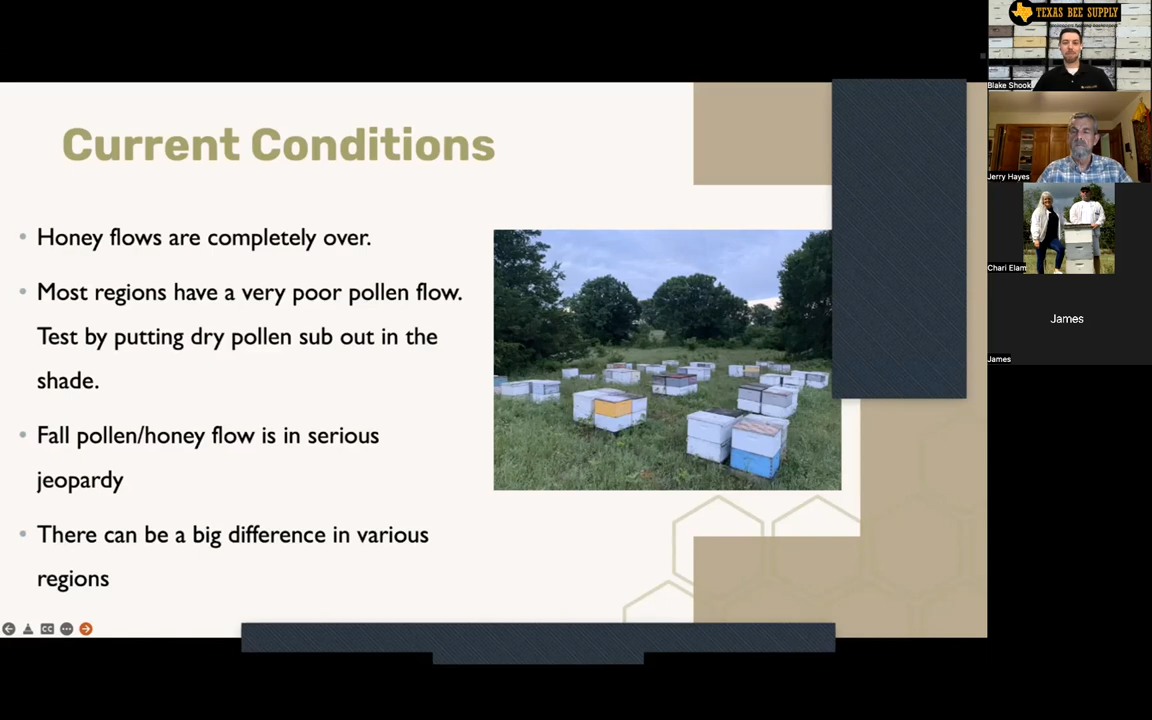 Current Conditions
Honey flows are completely over.
Most regions have a very poor pollen flow.
Test by putting dry pollen sub out in the
shade.
Fall pollen/honey flow is in serious
jeopardy
There can be a big difference in various
regions
CC
TEXAS BEE SUPPLY
Blake Shook
Jerry Hayes
Chari Elam
James
James